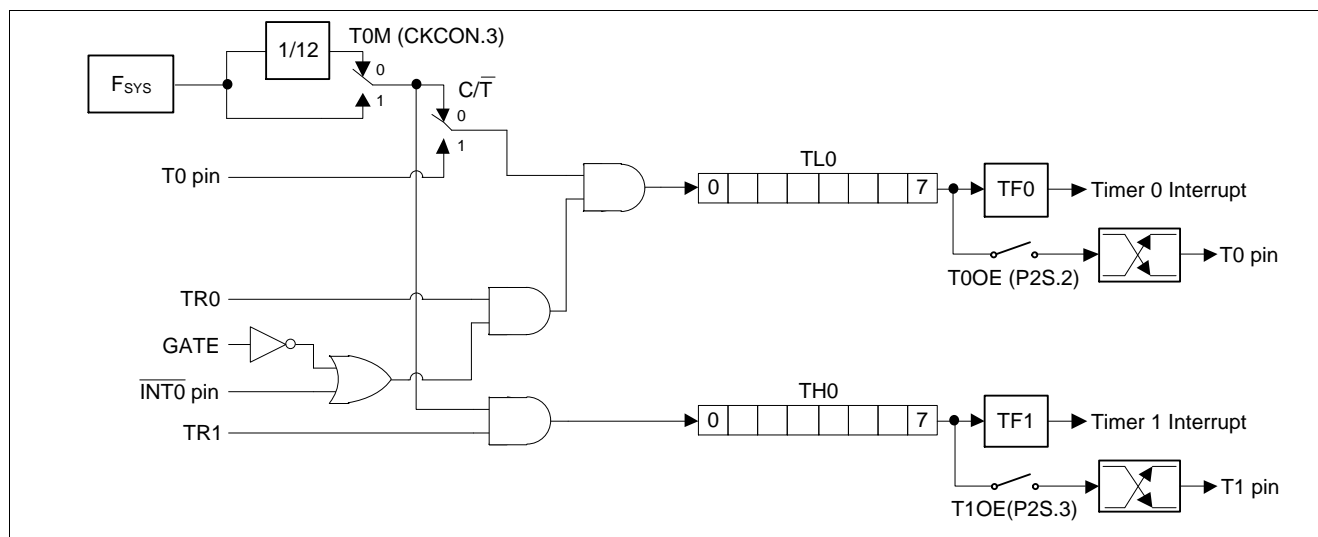 T0M (CKCON.3)
1/12
FSYS
0
1
C/T
0
1
T0 pin
TL0
0 7
TF0
Timer 0 Interrupt
T0OE (P2S.2)
T0 pin
TR0
GATE
INT0 pin
TR1
TH0
0 7
TF1
Timer 1 Interrupt
T1OE(P2S.3)
T1 pin